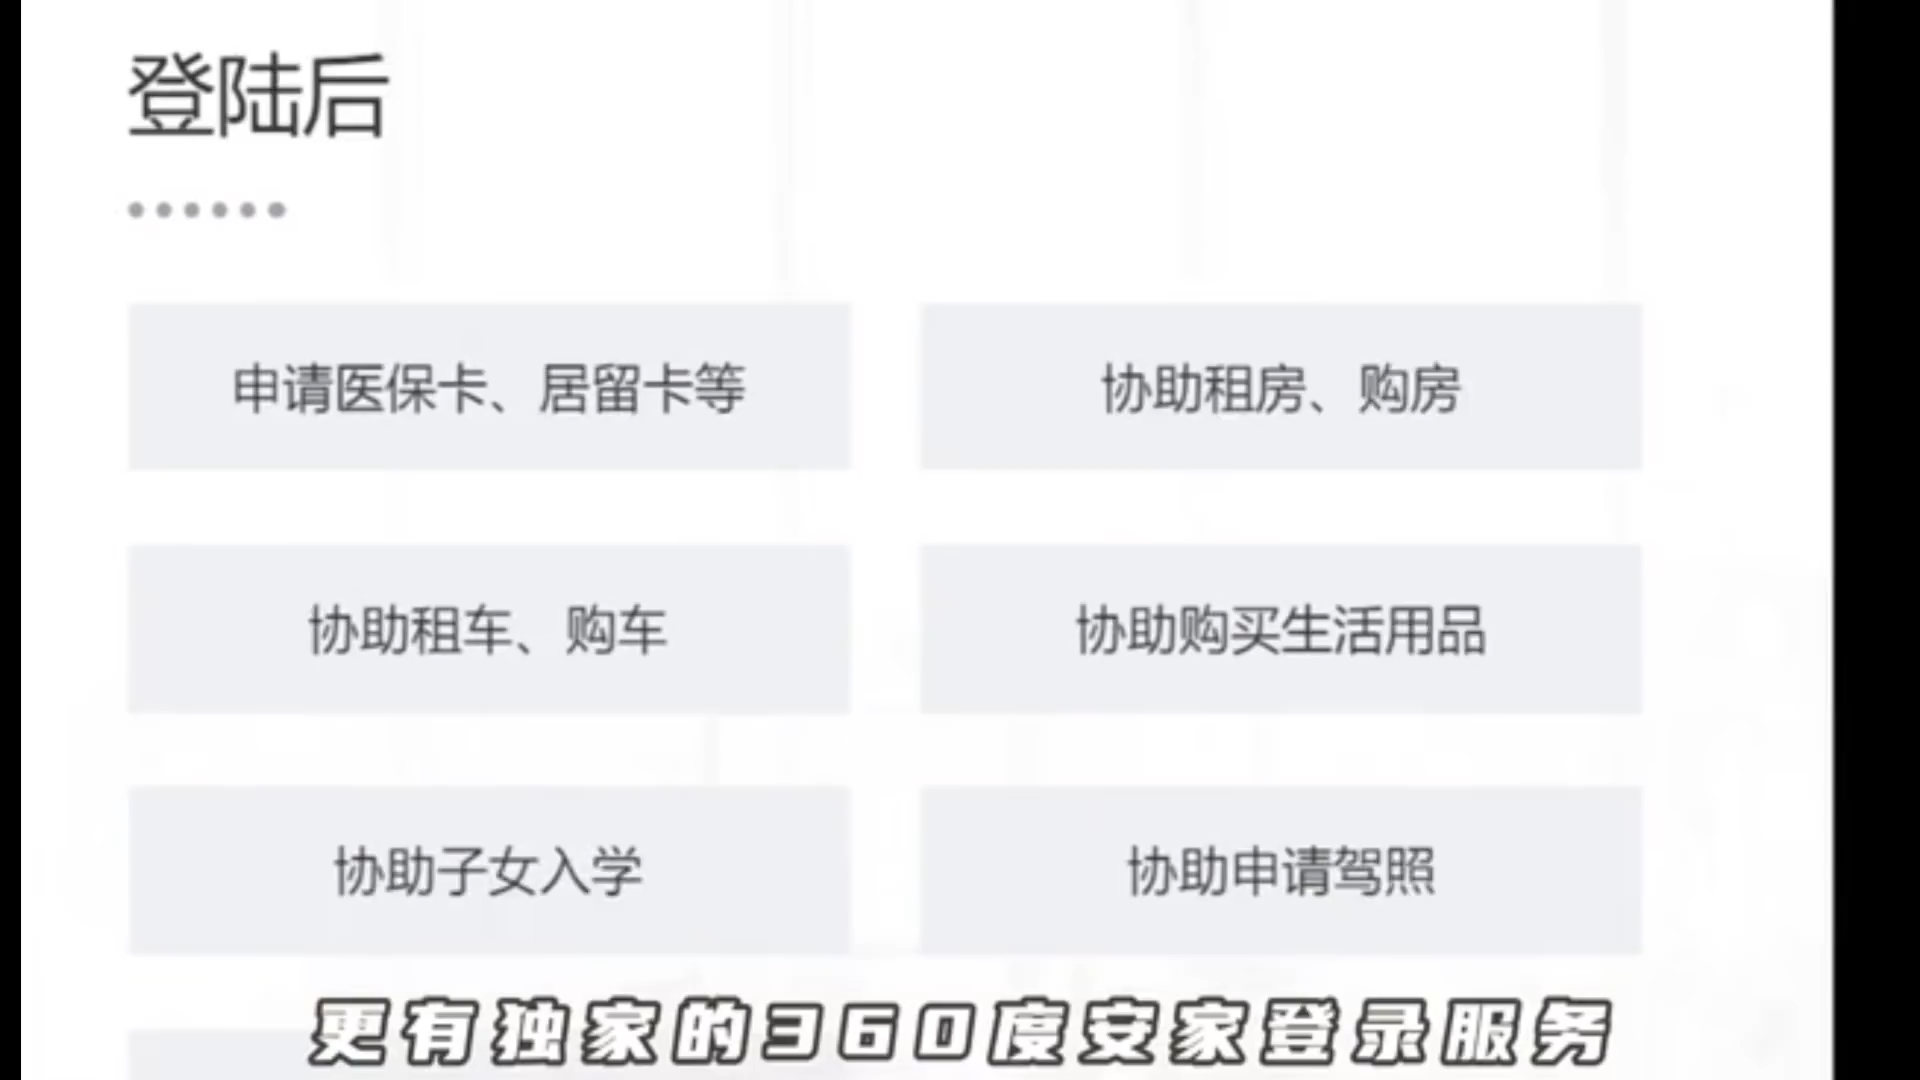 登陆后
申请医保卡、居留卡等
协助租房、购房
协助租车、购车
协助购买生活用品
协助子女入学
协助申请驾照
更有独家的360度安家登录服务